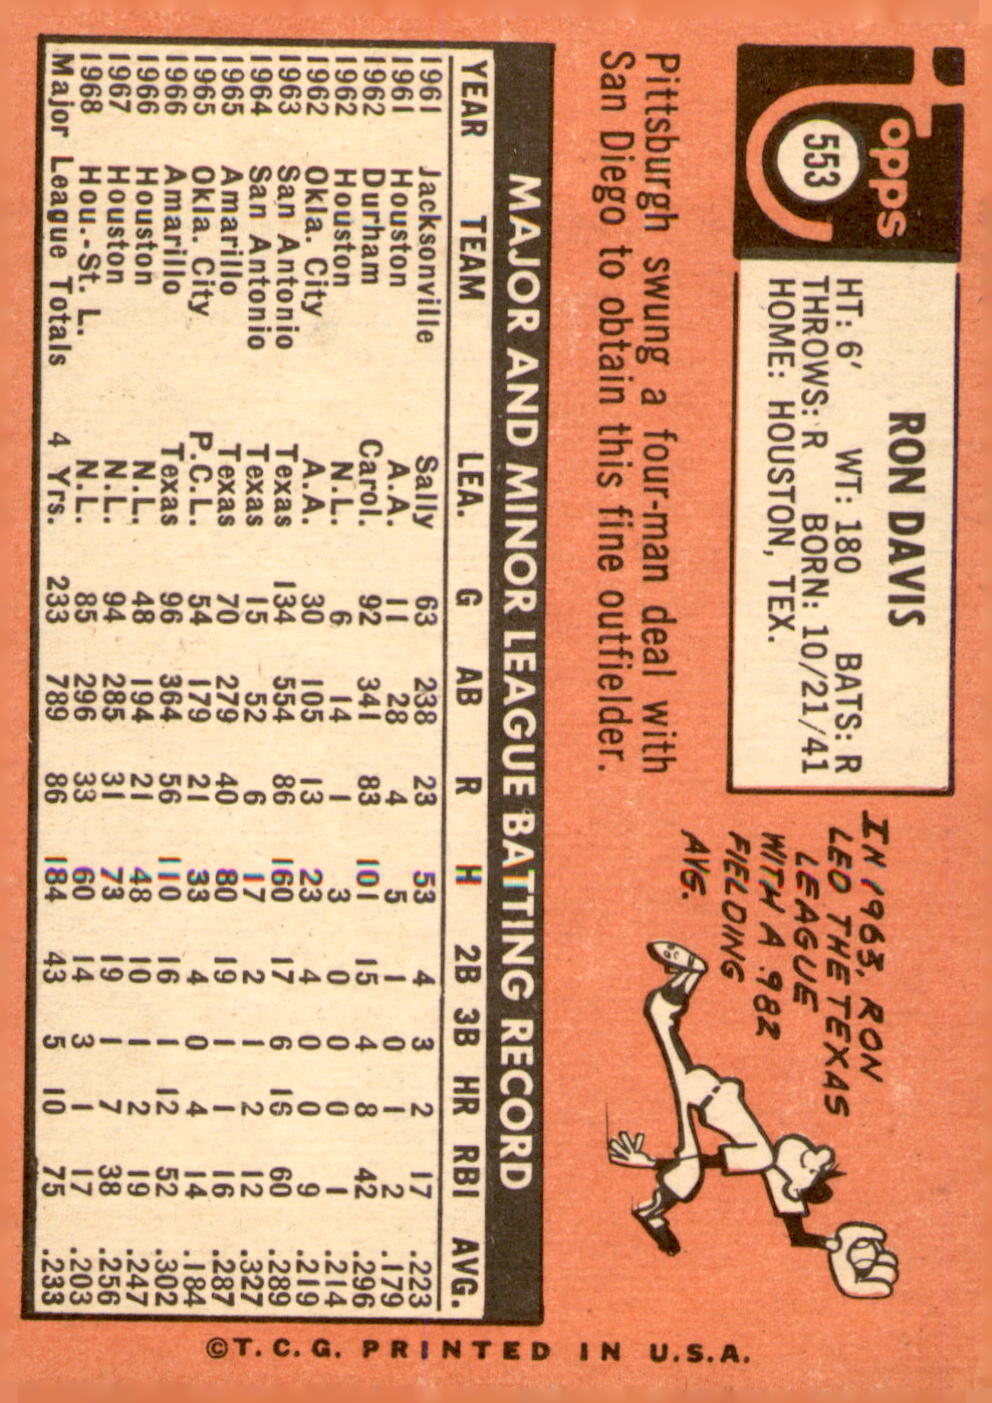 Topps
553
RON DAVIS
HT: 6' WT: 180 BATS: R
THROWS: R BORN: 10/21/41
HOME: HOUSTON, TEX.
IN 1963, RON
LED THE TEXAS
LEAGUE
WITH A .982
FIELDING
AVG.
Pittsburgh swung a four-man deal with
San Diego to obtain this fine outfielder.
MAJOR AND MINOR LEAGUE BATTING RECORD
YEAR TEAM LEA. G AB R H 2B 3B HR RBI AVG.
1961 Jacksonville Sally 63 238 23 53 4 3 2 17 .223
1961 Houston A.A. 11 28 4 5 1 0 1 2 .179
1962 Durham Carol. 92 341 83 101 15 4 8 42 .296
1962 Houston N.L. 6 14 1 3 0 0 0 1 .214
1962 Okla. City A.A. 30 105 13 23 4 0 0 9 .219
1963 San Antonio Texas 134 554 86 160 17 6 16 60 .289
1964 San Antonio Texas 15 52 6 17 2 1 2 12 .327
1965 Amarillo Texas 70 279 40 80 19 1 1 16 .287
1965 Okla. City P.C.L. 54 179 21 33 4 0 4 14 .184
1966 Amarillo Texas 96 364 56 110 16 1 12 52 .302
1966 Houston N.L. 48 194 21 48 10 1 2 19 .247
1967 Houston N.L. 94 285 31 73 19 1 7 38 .256
1968 Hou.-St. L. N.L. 85 296 33 60 14 3 1 17 .203
Major League Totals 4 Yrs. 233 789 86 184 43 5 10 75 .233
©T.C.G. PRINTED IN U.S.A.